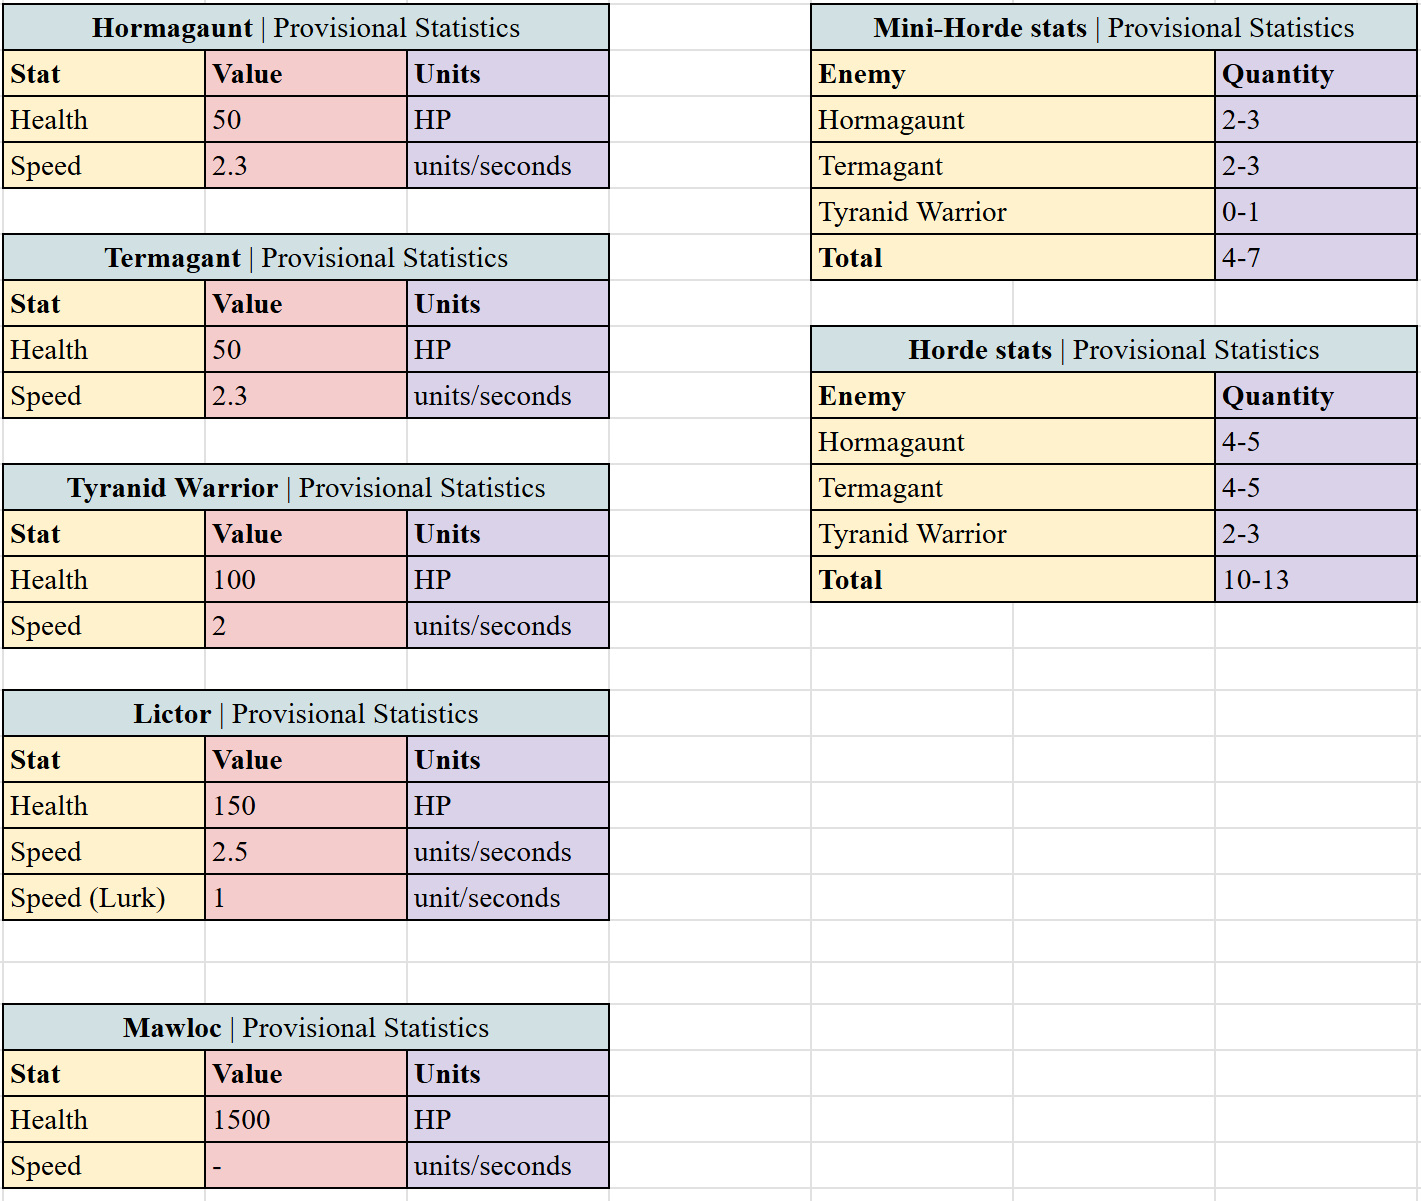 Hormagaunt | Provisional Statistics
Stat Value Units
Health 50 HP
Speed 2.3 units/seconds
Termagant | Provisional Statistics
Stat Value Units
Health 50 HP
Speed 2.3 units/seconds
Tyranid Warrior | Provisional Statistics
Stat Value Units
Health 100 HP
Speed 2 units/seconds
Lictor | Provisional Statistics
Stat Value Units
Health 150 HP
Speed 2.5 units/seconds
Speed (Lurk) 1 unit/seconds
Mawloc | Provisional Statistics
Stat Value Units
Health 1500 HP
Speed - units/seconds
Mini-Horde stats | Provisional Statistics
Enemy Quantity
Hormagaunt 2-3
Termagant 2-3
Tyranid Warrior 0-1
Total 4-7
Horde stats | Provisional Statistics
Enemy Quantity
Hormagaunt 4-5
Termagant 4-5
Tyranid Warrior 2-3
Total 10-13